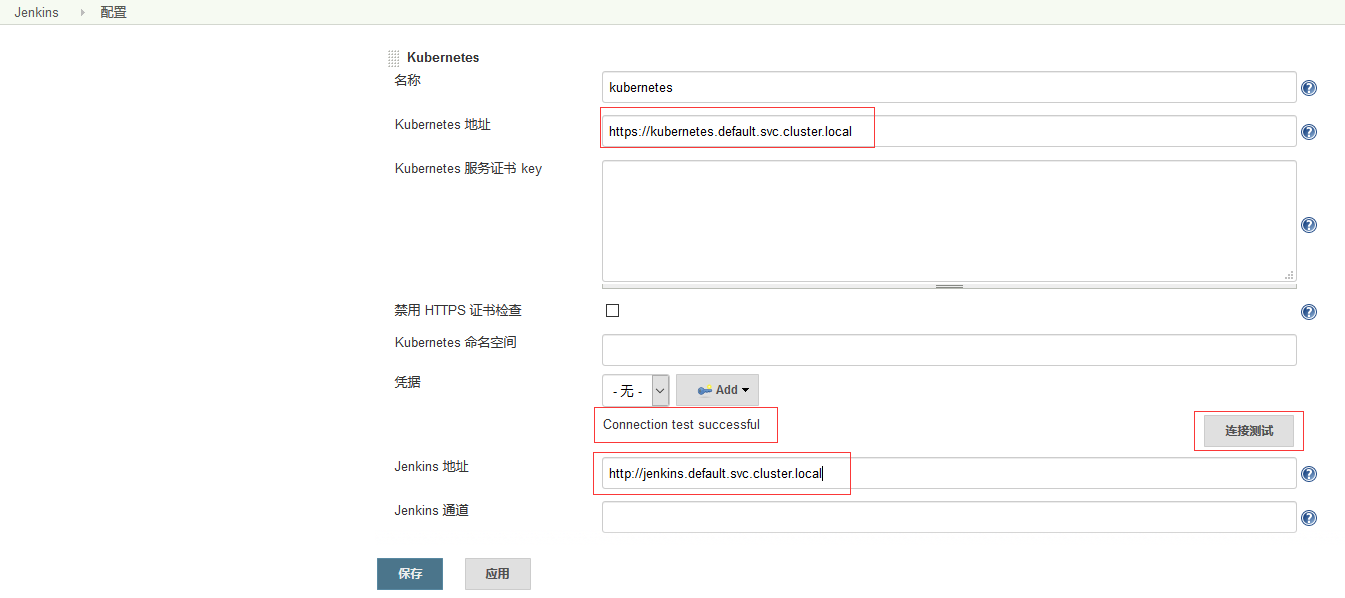 Jenkins 配置
Kubernetes
名称
kubernetes
Kubernetes 地址
https://kubernetes.default.svc.cluster.local
Kubernetes 服务证书 key
禁用 HTTPS 证书检查
Kubernetes 命名空间
凭据
- 无 - Add
Connection test successful
连接测试
Jenkins 地址
http://jenkins.default.svc.cluster.local
Jenkins 通道
保存 应用